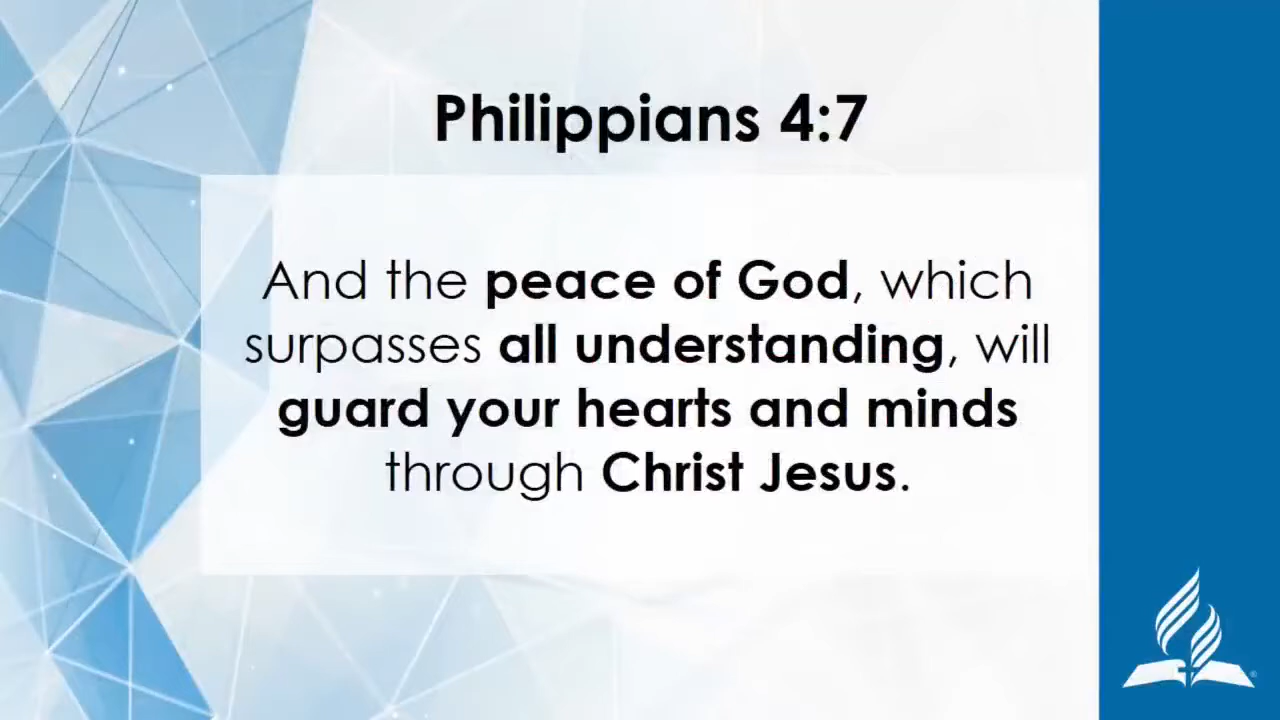 Philippians 4:7
And the peace of God, which
surpasses all understanding, will
guard your hearts and minds
through Christ Jesus.
®